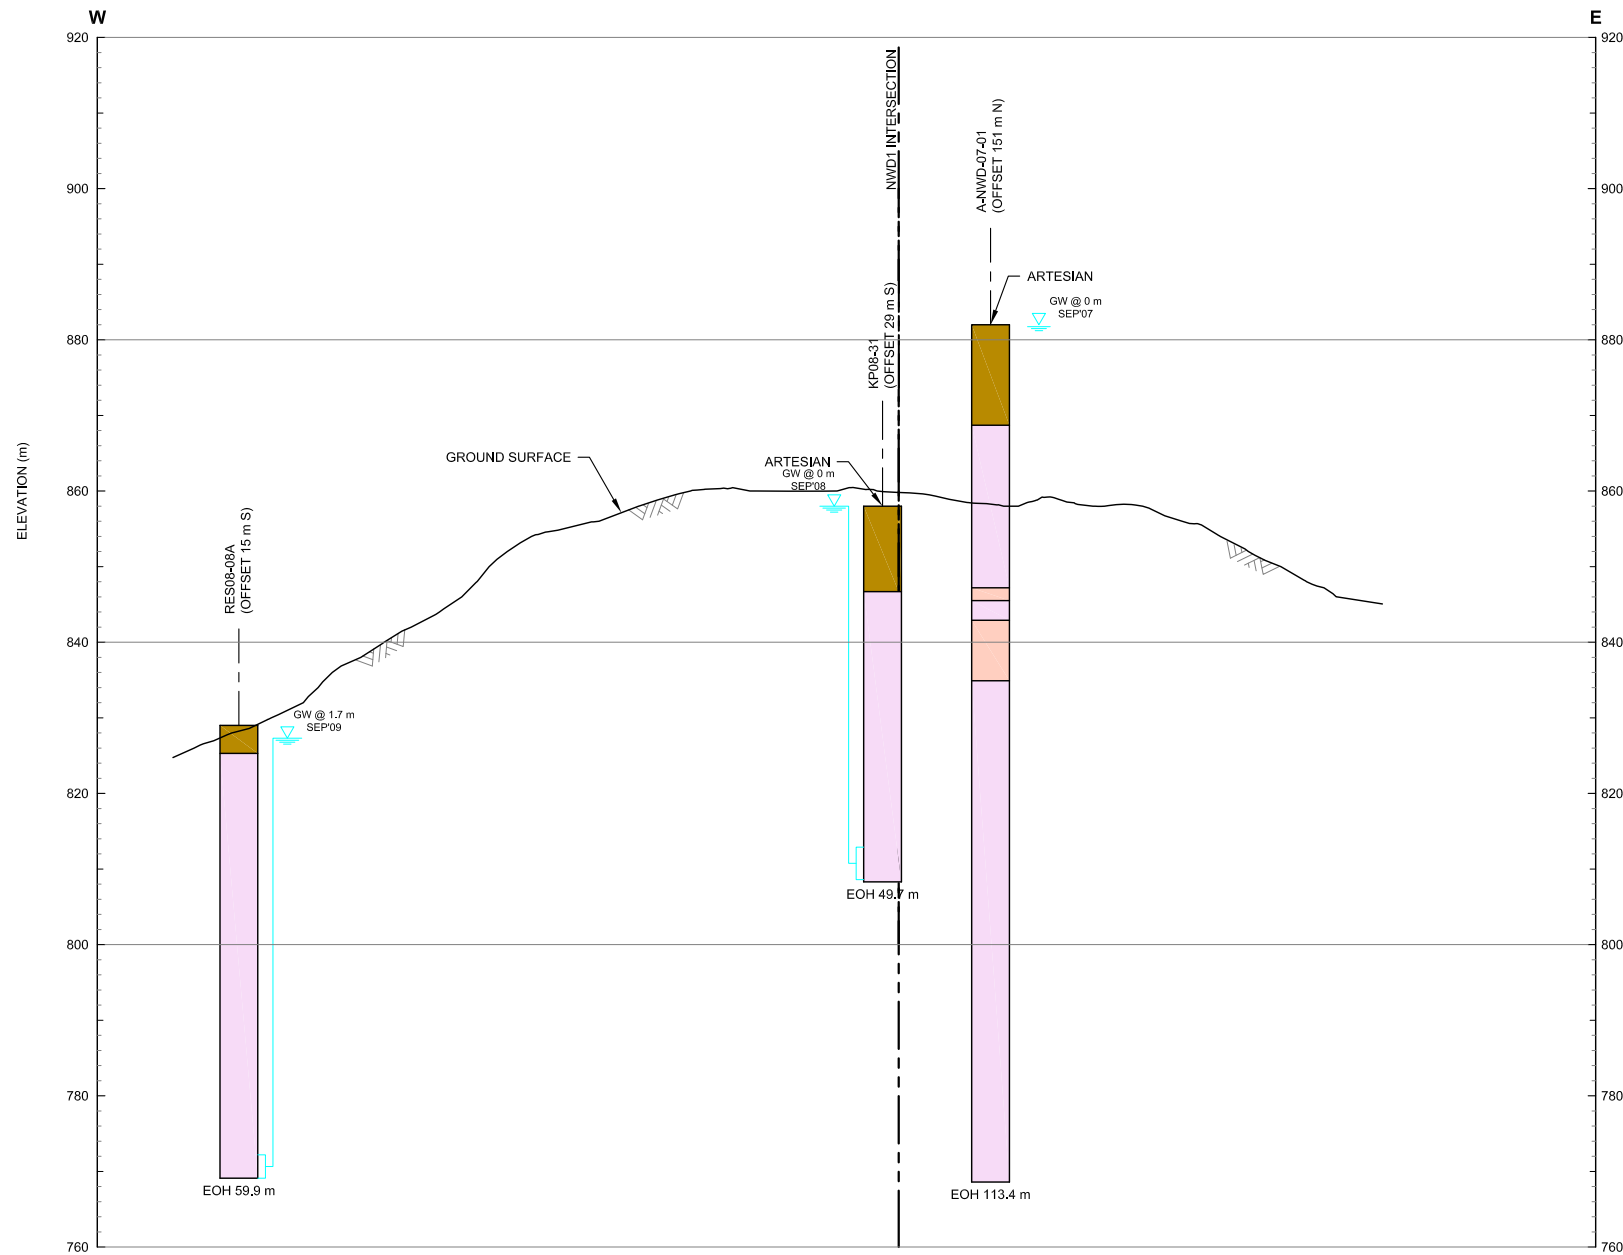 W
E
920
920
NWD1 INTERSECTION
A-NWD-07-01
(OFFSET 151 m N)
900
900
ARTESIAN
GW @ 0 m
SEP'07
KP08-31
(OFFSET 29 m S)
880
880
ELEVATION (m)
GROUND SURFACE
ARTESIAN
GW @ 0 m
SEP'08
860
860
RES08-08A
(OFFSET 15 m S)
840
840
GW @ 1.7 m
SEP'09
820
820
EOH 49.7 m
800
800
780
780
EOH 59.9 m
EOH 113.4 m
760
760